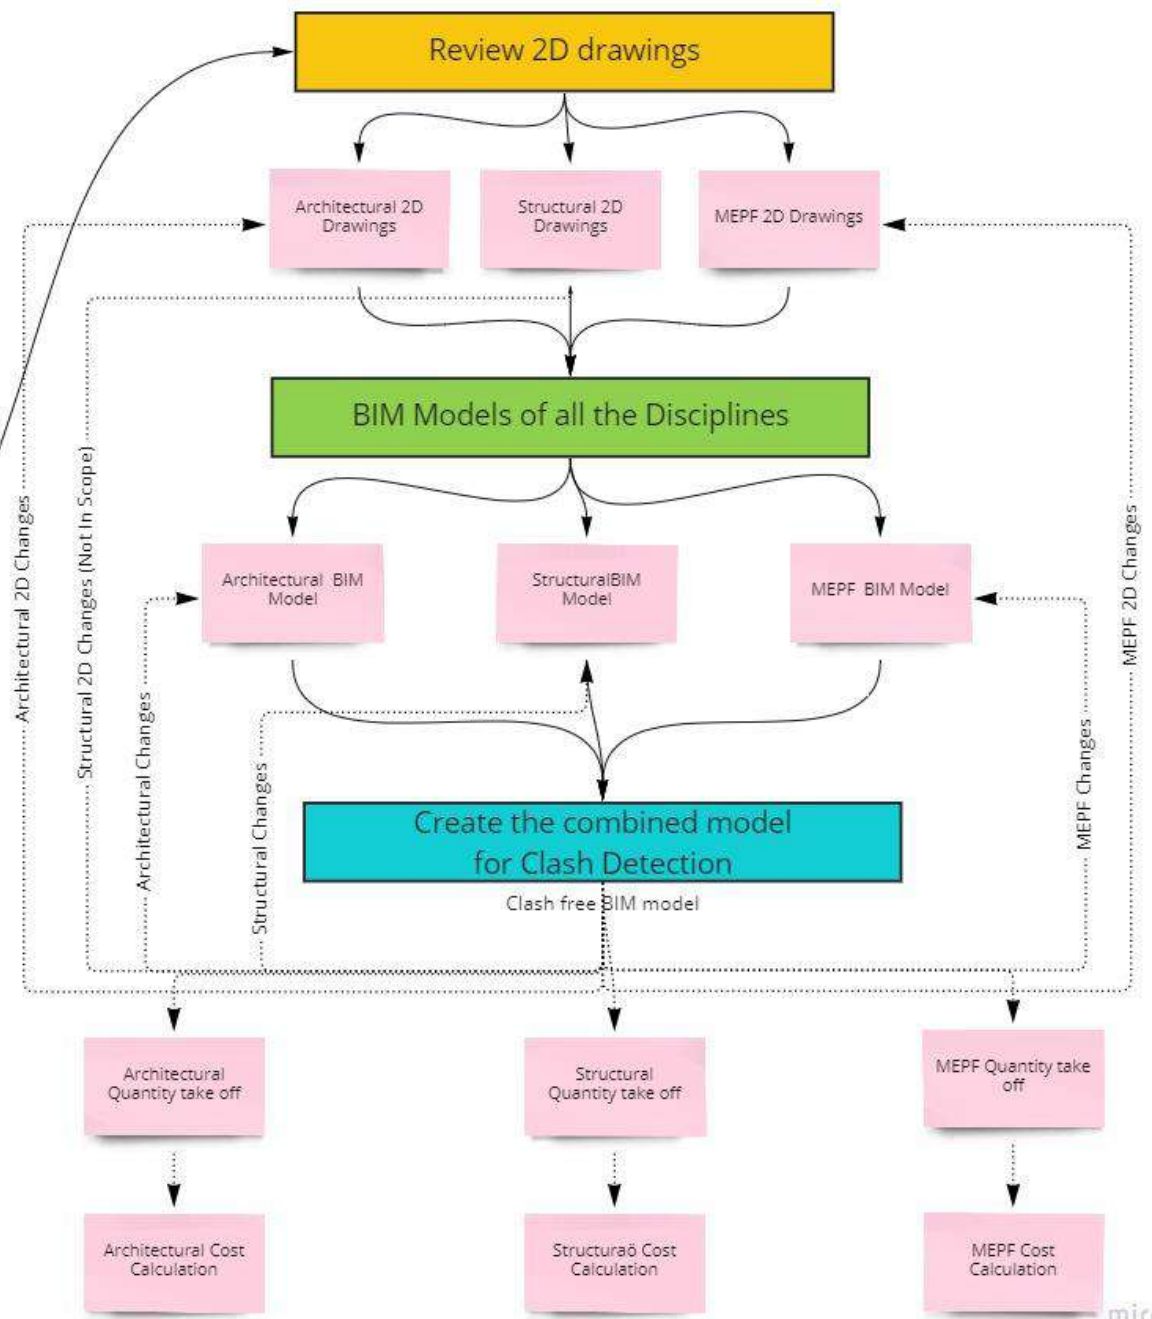 Review 2D drawings
Architectural 2D
Drawings
Structural 2D
Drawings
MEPF 2D Drawings
BIM Models of all the Disciplines
Architectural 2D Changes
Structural 2D Changes (Not In Scope)
MEPF 2D Changes
Architectural BIM
Model
StructuralBIM
Model
MEPF BIM Model
Architectural Changes
Structural Changes
MEPF Changes
Create the combined model
for Clash Detection
Clash free BIM model
Architectural
Quantity take off
Structural
Quantity take off
MEPF Quantity take
off
Architectural Cost
Calculation
Structuraö Cost
Calculation
MEPF Cost
Calculation